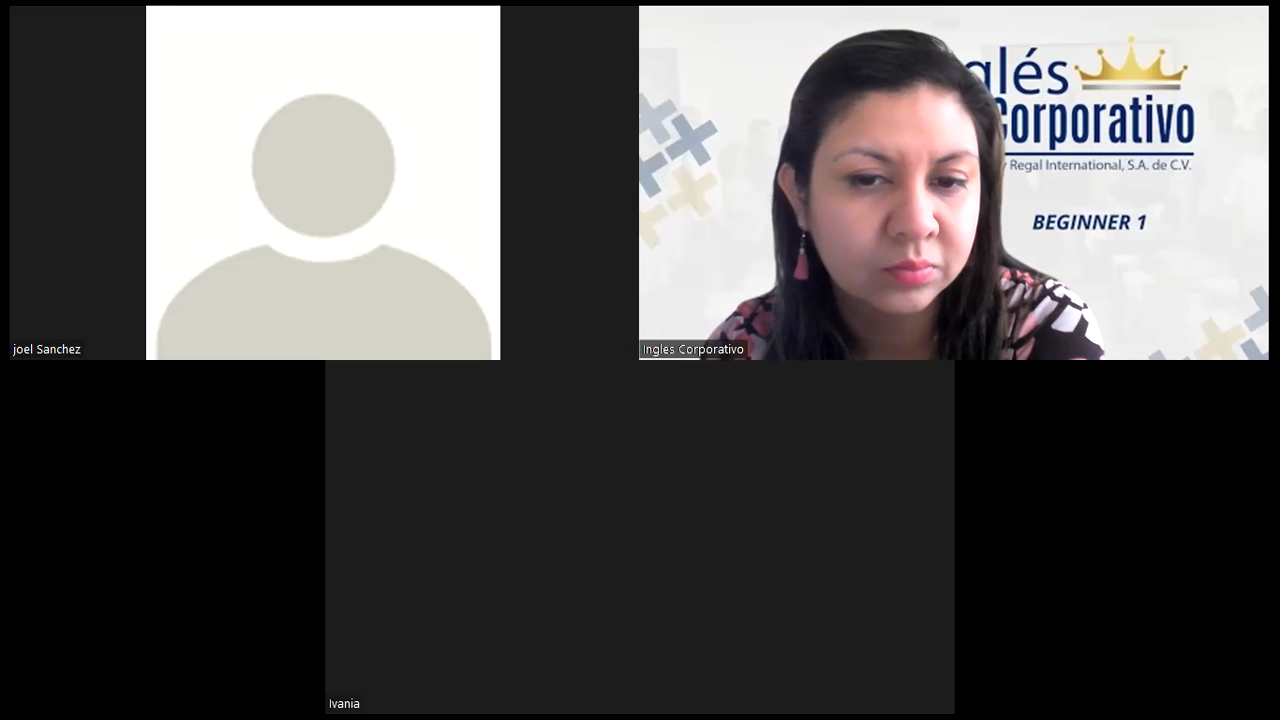 glés
Corporativo
y Regal International, S.A. de C.V.
BEGINNER 1
joel Sanchez
Ingles Corporativo
Ivania